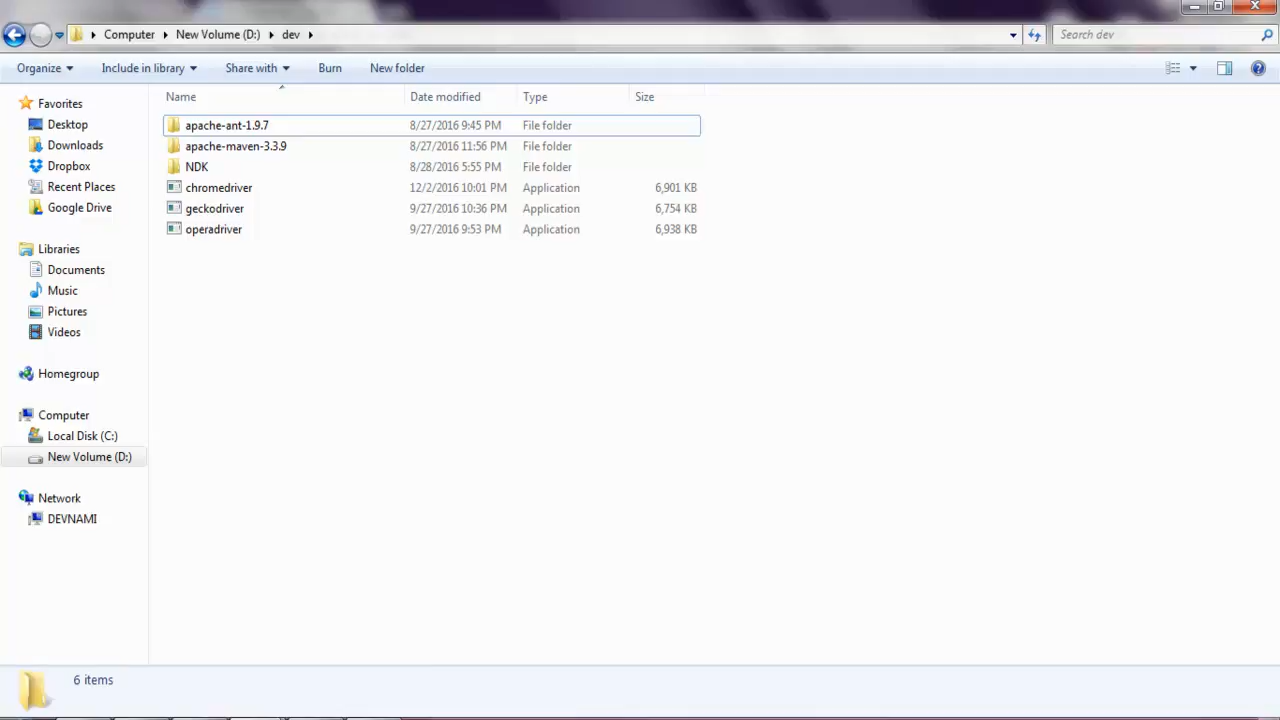 Computer New Volume (D:) dev Search dev
Organize Include in library Share with Burn New folder
Name Date modified Type Size
apache-ant-1.9.7 8/27/2016 9:45 PM File folder
apache-maven-3.3.9 8/27/2016 11:56 PM File folder
NDK 8/28/2016 5:55 PM File folder
chromedriver 12/2/2016 10:01 PM Application 6,901 KB
geckodriver 9/27/2016 10:36 PM Application 6,754 KB
operadriver 9/27/2016 9:53 PM Application 6,938 KB
Favorites
Desktop
Downloads
Dropbox
Recent Places
Google Drive
Libraries
Documents
Music
Pictures
Videos
Homegroup
Computer
Local Disk (C:)
New Volume (D:)
Network
DEVNAMI
6 items